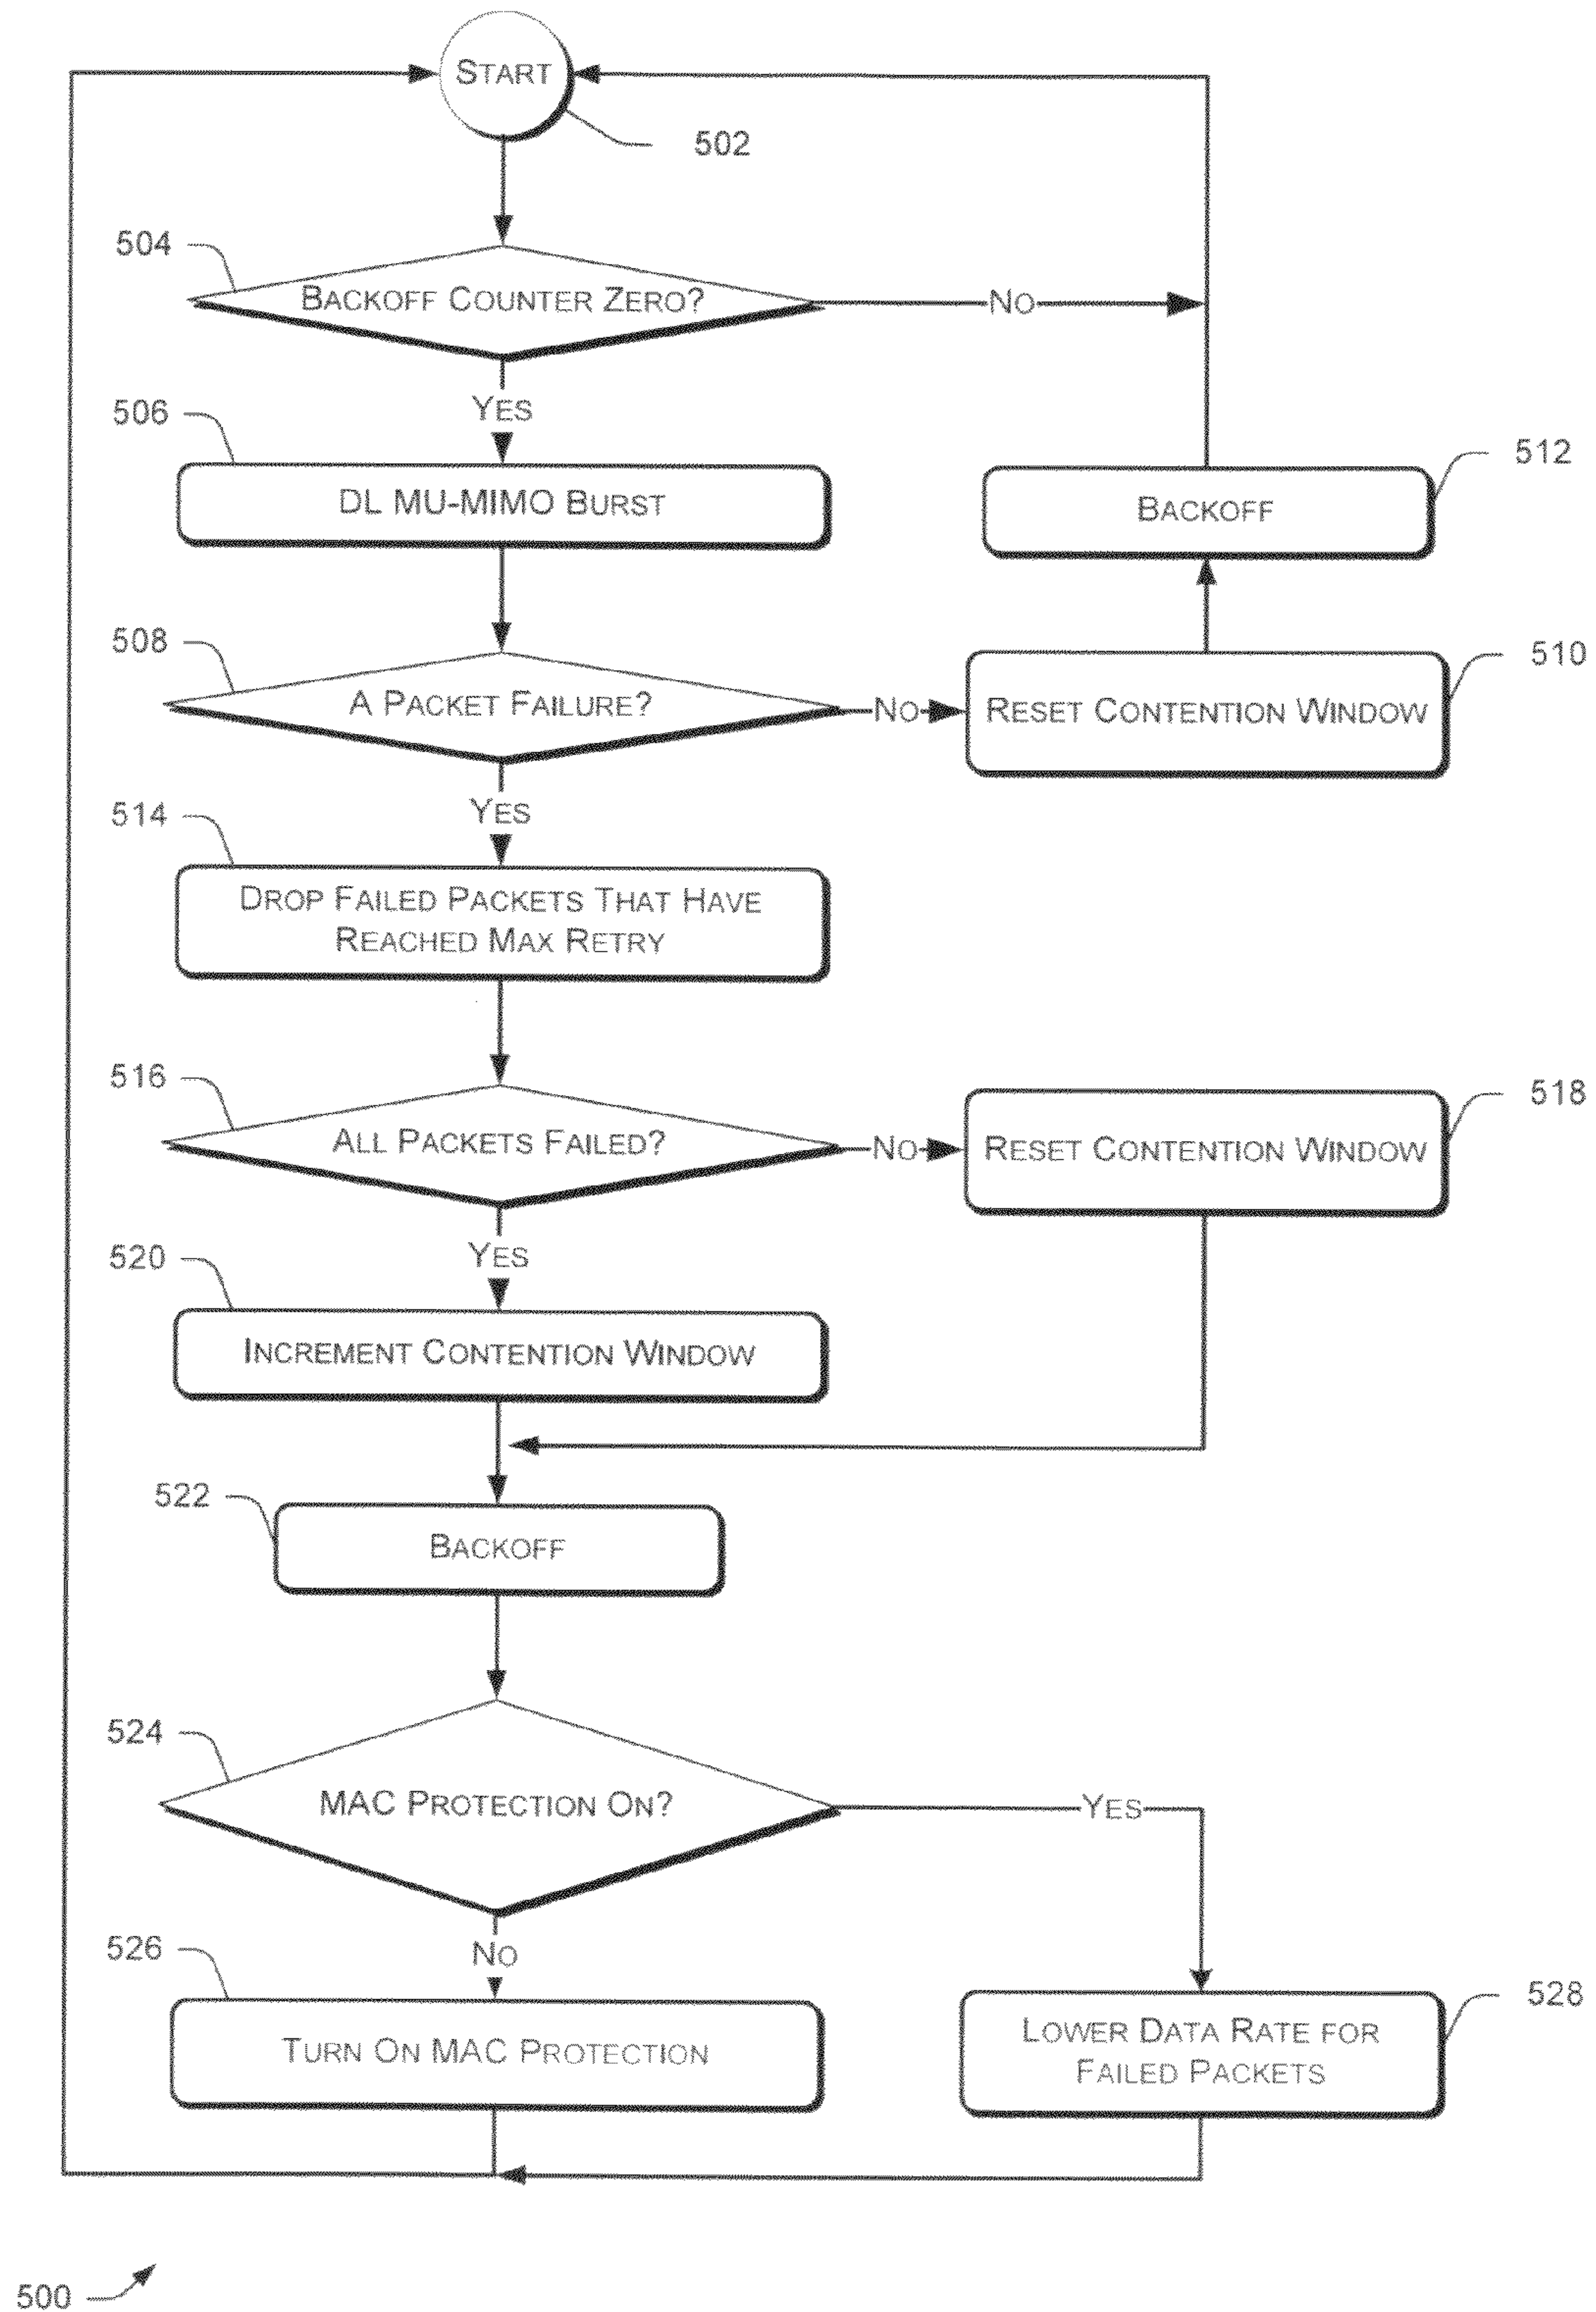 START
502
504
BACKOFF COUNTER ZERO?
NO
YES
506
DL MU-MIMO BURST
512
BACKOFF
508
A PACKET FAILURE?
NO
510
RESET CONTENTION WINDOW
YES
514
DROP FAILED PACKETS THAT HAVE
REACHED MAX RETRY
516
ALL PACKETS FAILED?
NO
518
RESET CONTENTION WINDOW
YES
520
INCREMENT CONTENTION WINDOW
522
BACKOFF
524
MAC PROTECTION ON?
YES
NO
526
TURN ON MAC PROTECTION
528
LOWER DATA RATE FOR
FAILED PACKETS
500